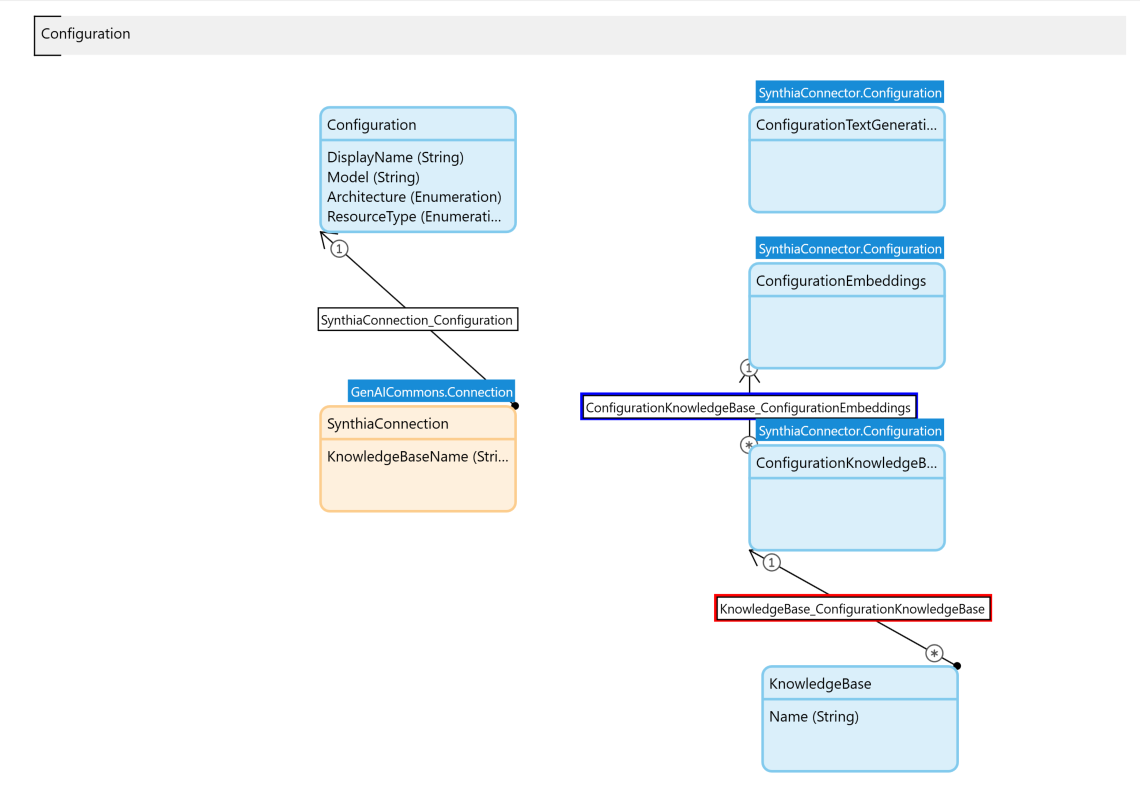 Configuration
Configuration
DisplayName (String)
Model (String)
Architecture (Enumeration)
ResourceType (Enumerati...
1
SynthiaConnection_Configuration
GenAICommons.Connection
SynthiaConnection
KnowledgeBaseName (Stri...
SynthiaConnector.Configuration
ConfigurationTextGenerati...
SynthiaConnector.Configuration
ConfigurationEmbeddings
1
ConfigurationKnowledgeBase_ConfigurationEmbeddings
*
SynthiaConnector.Configuration
ConfigurationKnowledgeB...
1
KnowledgeBase_ConfigurationKnowledgeBase
*
KnowledgeBase
Name (String)